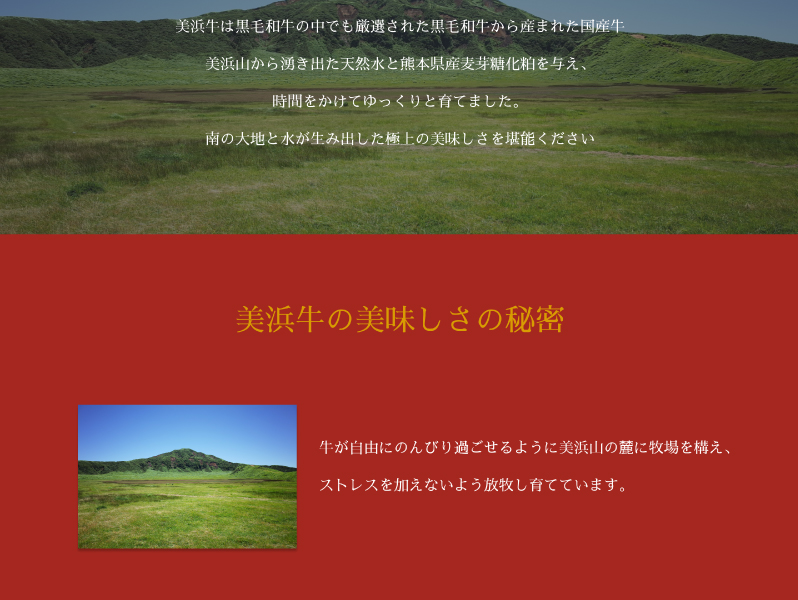 美浜牛は黒毛和牛の中でも厳選された黒毛和牛から産まれた国産牛
美浜山から湧き出た天然水と熊本県産麦芽糖化粕を与え、
時間をかけてゆっくりと育てました。
南の大地と水が生み出した極上の美味しさを堪能ください
美浜牛の美味しさの秘密
牛が自由にのんびり過ごせるように美浜山の麓に牧場を構え、
ストレスを加えないよう放牧し育てています。